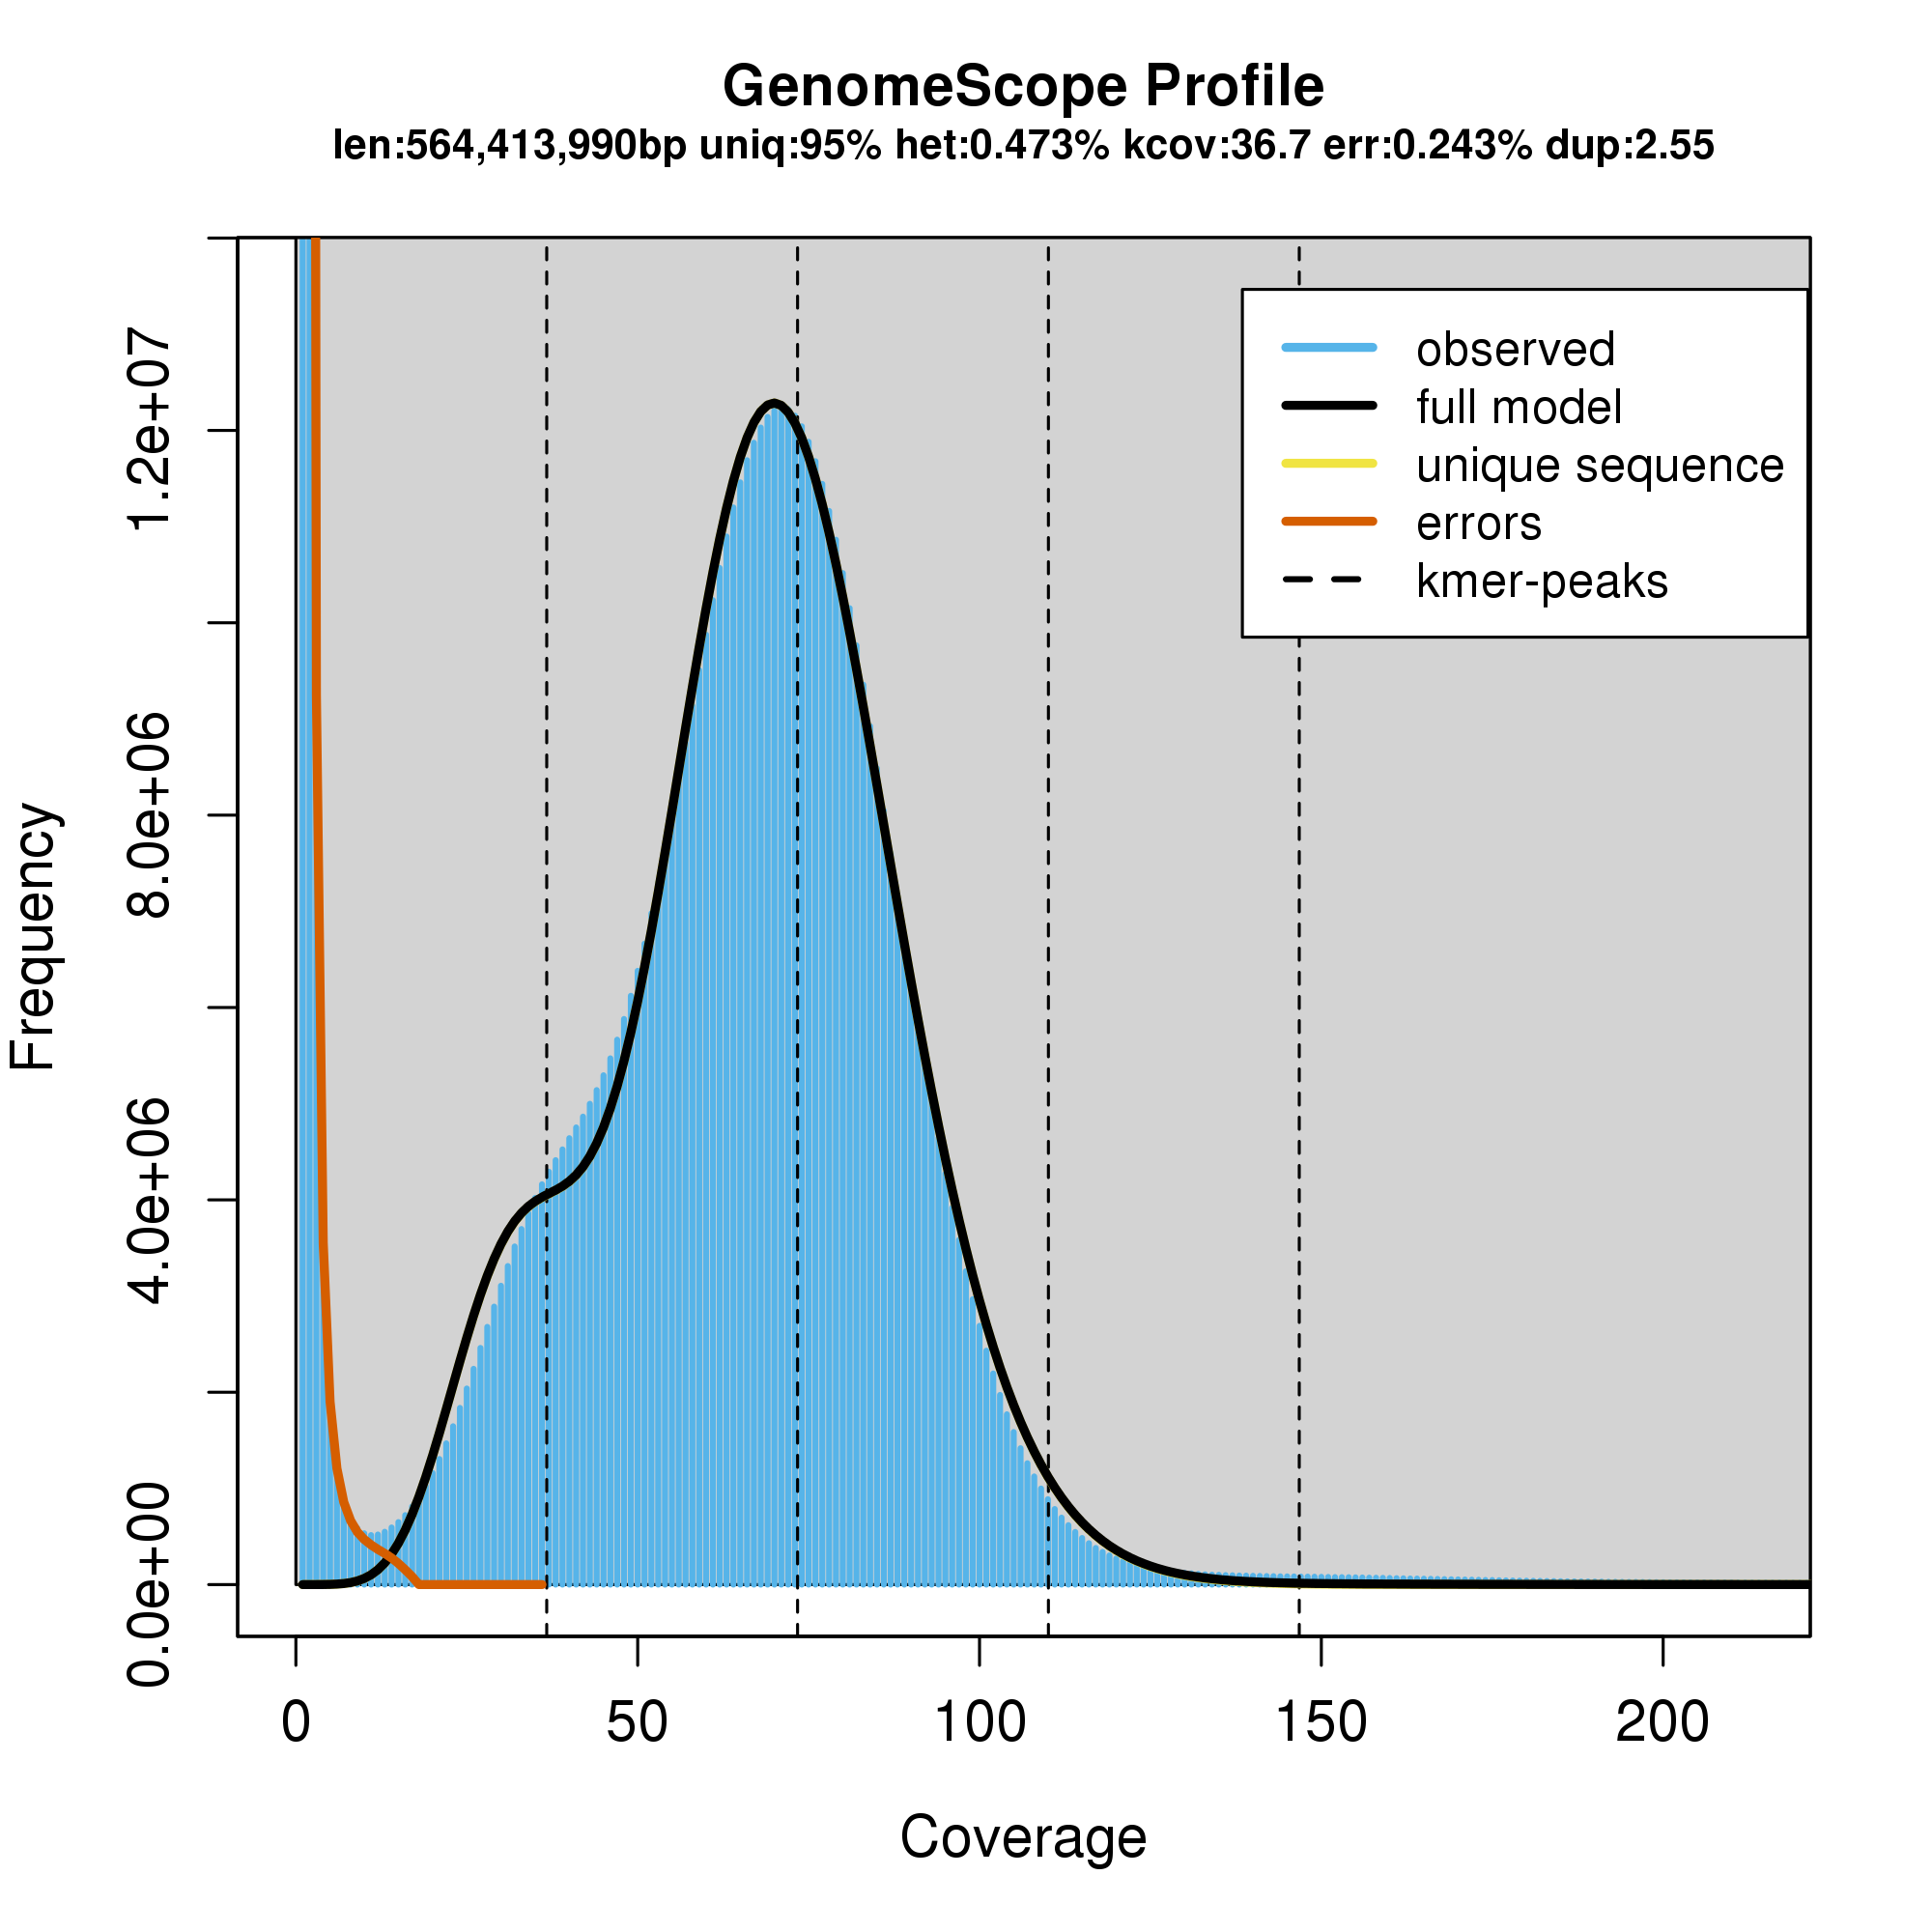 GenomeScope Profile
len:564,413,990bp uniq:95% het:0.473% kcov:36.7 err:0.243% dup:2.55
observed
full model
unique sequence
errors
kmer-peaks
Frequency
1.2e+07
8.0e+06
4.0e+06
0.0e+00
0 50 100 150 200
Coverage